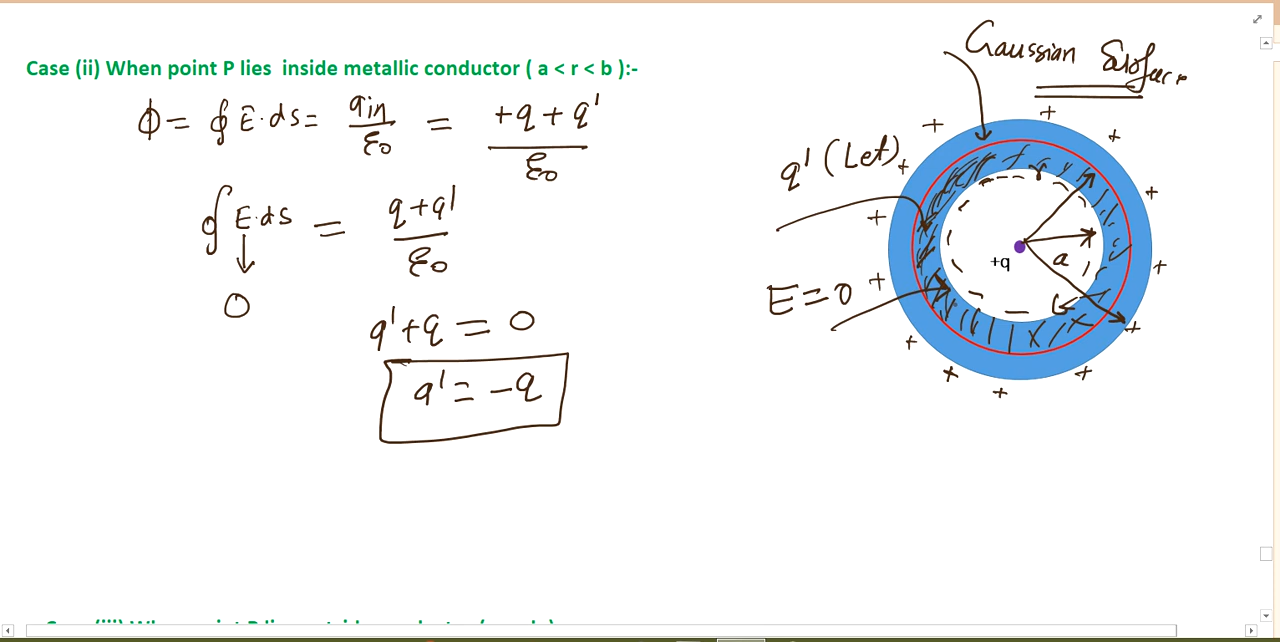 Case (ii) When point P lies inside metallic conductor ( a < r < b ):-
ϕ = ∮ E⃗·ds = qin/ε0 = +q + q'/ε0
∮ E·ds = q+q'/ε0
0
q'+q = 0
q' = -q
Gaussian Surface
q' (Let)
E=0
+q
r
a
b